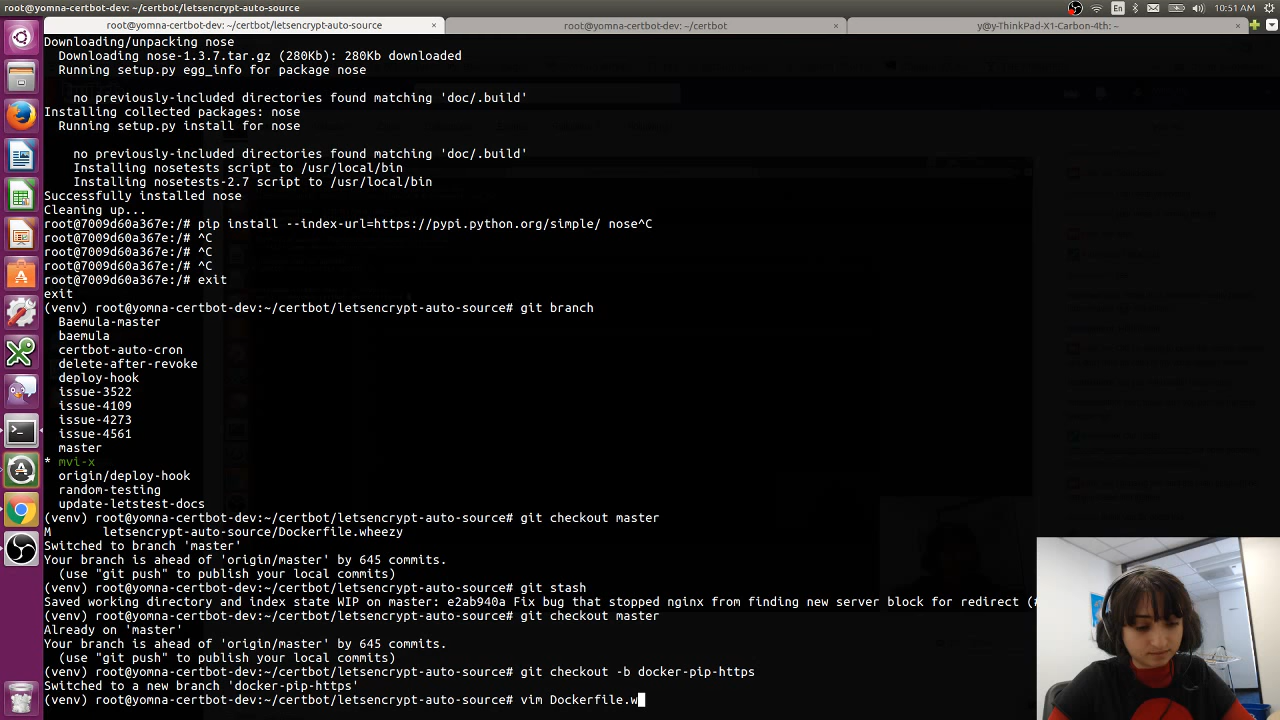 root@yomna-certbot-dev: ~/certbot/letsencrypt-auto-source
En
10:51 AM
root@yomna-certbot-dev: ~/certbot/letsencrypt-auto-source ×
root@yomna-certbot-dev: ~/certbot ×
y@y-ThinkPad-X1-Carbon-4th: ~ ×
Downloading/unpacking nose
Downloading nose-1.3.7.tar.gz (280Kb): 280Kb downloaded
Running setup.py egg_info for package nose
no previously-included directories found matching 'doc/.build'
Installing collected packages: nose
Running setup.py install for nose
no previously-included directories found matching 'doc/.build'
Installing nosetests script to /usr/local/bin
Installing nosetests-2.7 script to /usr/local/bin
Successfully installed nose
Cleaning up...
root@7009d60a367e:/# pip install --index-url=https://pypi.python.org/simple/ nose^C
root@7009d60a367e:/# ^C
root@7009d60a367e:/# ^C
root@7009d60a367e:/# ^C
root@7009d60a367e:/# exit
exit
(venv) root@yomna-certbot-dev:~/certbot/letsencrypt-auto-source# git branch
Baemula-master
baemula
certbot-auto-cron
delete-after-revoke
deploy-hook
issue-3522
issue-4109
issue-4273
issue-4561
master
* mvi-x
origin/deploy-hook
random-testing
update-letstest-docs
(venv) root@yomna-certbot-dev:~/certbot/letsencrypt-auto-source# git checkout master
M letsencrypt-auto-source/Dockerfile.wheezy
Switched to branch 'master'
Your branch is ahead of 'origin/master' by 645 commits.
(use "git push" to publish your local commits)
(venv) root@yomna-certbot-dev:~/certbot/letsencrypt-auto-source# git stash
Saved working directory and index state WIP on master: e2ab940a Fix bug that stopped nginx from finding new server block for redirect (#
(venv) root@yomna-certbot-dev:~/certbot/letsencrypt-auto-source# git checkout master
Already on 'master'
Your branch is ahead of 'origin/master' by 645 commits.
(use "git push" to publish your local commits)
(venv) root@yomna-certbot-dev:~/certbot/letsencrypt-auto-source# git checkout -b docker-pip-https
Switched to a new branch 'docker-pip-https'
(venv) root@yomna-certbot-dev:~/certbot/letsencrypt-auto-source# vim Dockerfile.w